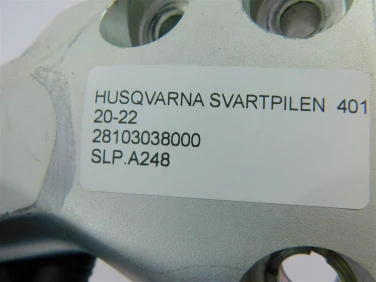 HUSQVARNA SVARTPILEN 401
20-22
28103038000
SLP.A248